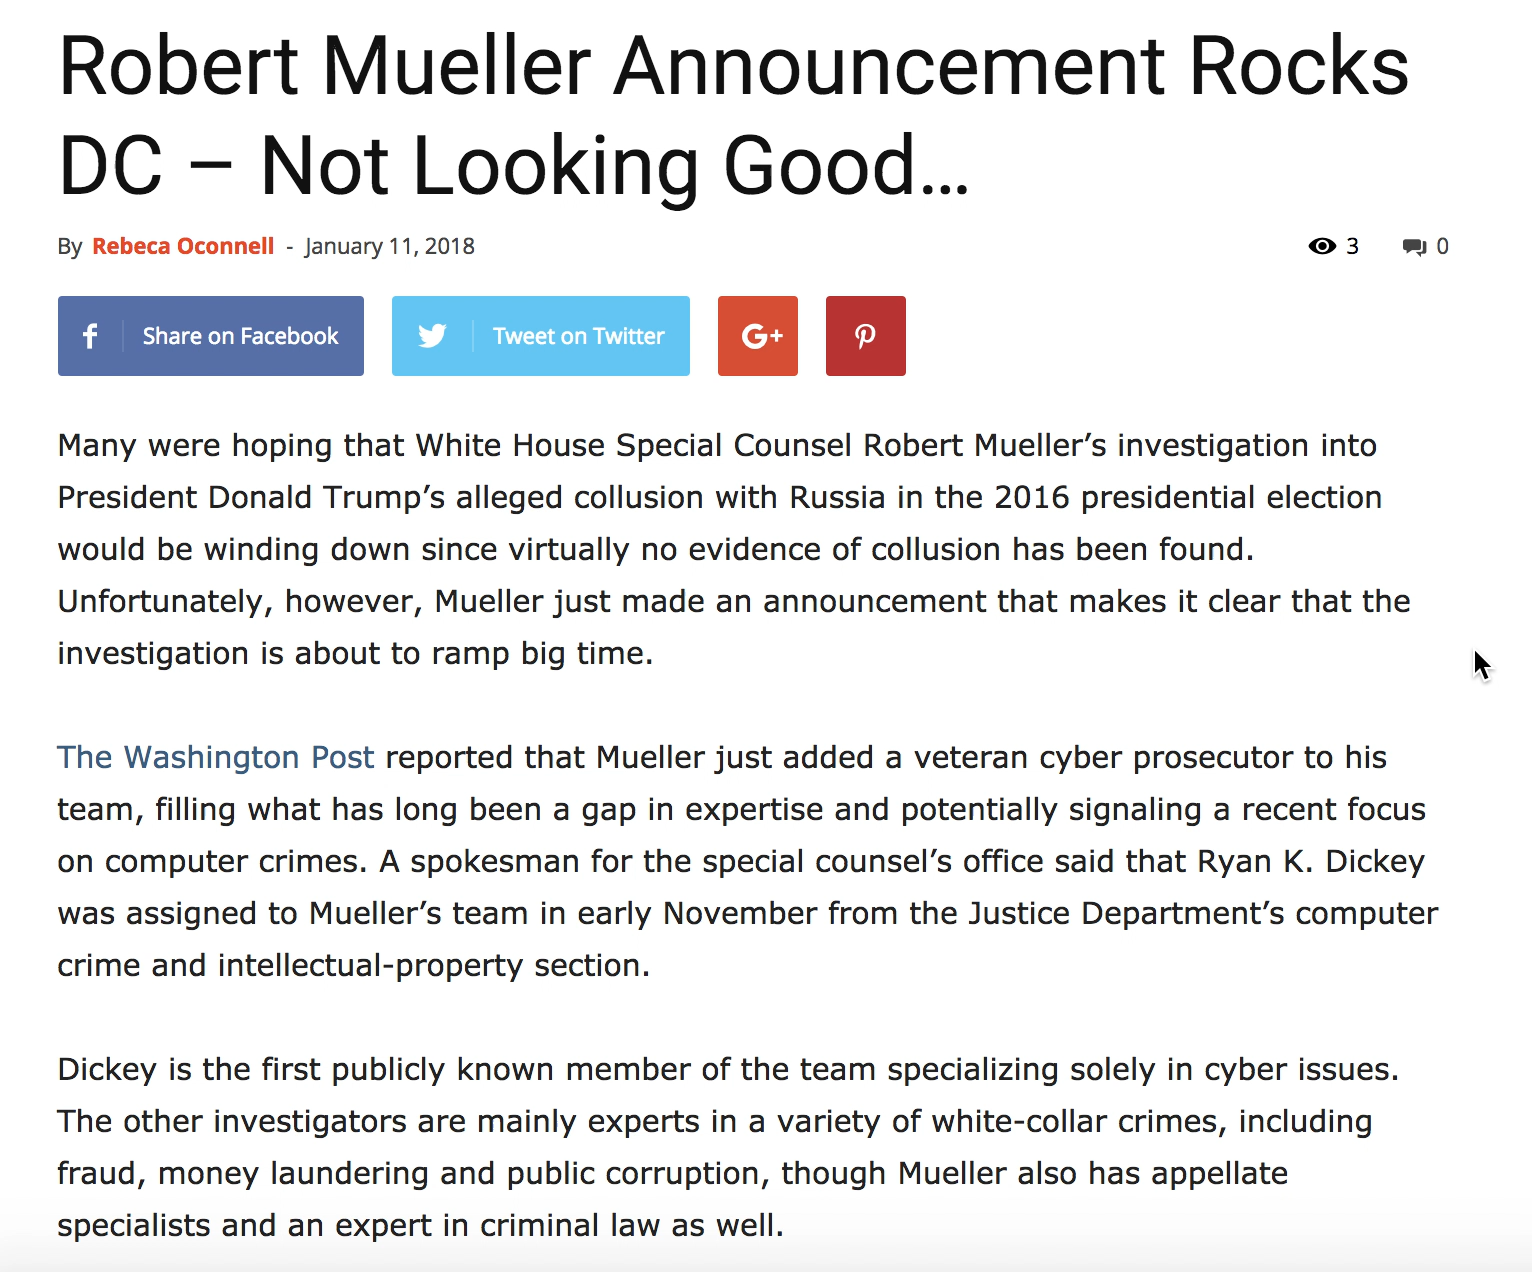 Robert Mueller Announcement Rocks
DC – Not Looking Good...
By Rebeca Oconnell - January 11, 2018 3 0
Share on Facebook Tweet on Twitter G+
Many were hoping that White House Special Counsel Robert Mueller’s investigation into
President Donald Trump’s alleged collusion with Russia in the 2016 presidential election
would be winding down since virtually no evidence of collusion has been found.
Unfortunately, however, Mueller just made an announcement that makes it clear that the
investigation is about to ramp big time.
The Washington Post reported that Mueller just added a veteran cyber prosecutor to his
team, filling what has long been a gap in expertise and potentially signaling a recent focus
on computer crimes. A spokesman for the special counsel’s office said that Ryan K. Dickey
was assigned to Mueller’s team in early November from the Justice Department’s computer
crime and intellectual-property section.
Dickey is the first publicly known member of the team specializing solely in cyber issues.
The other investigators are mainly experts in a variety of white-collar crimes, including
fraud, money laundering and public corruption, though Mueller also has appellate
specialists and an expert in criminal law as well.